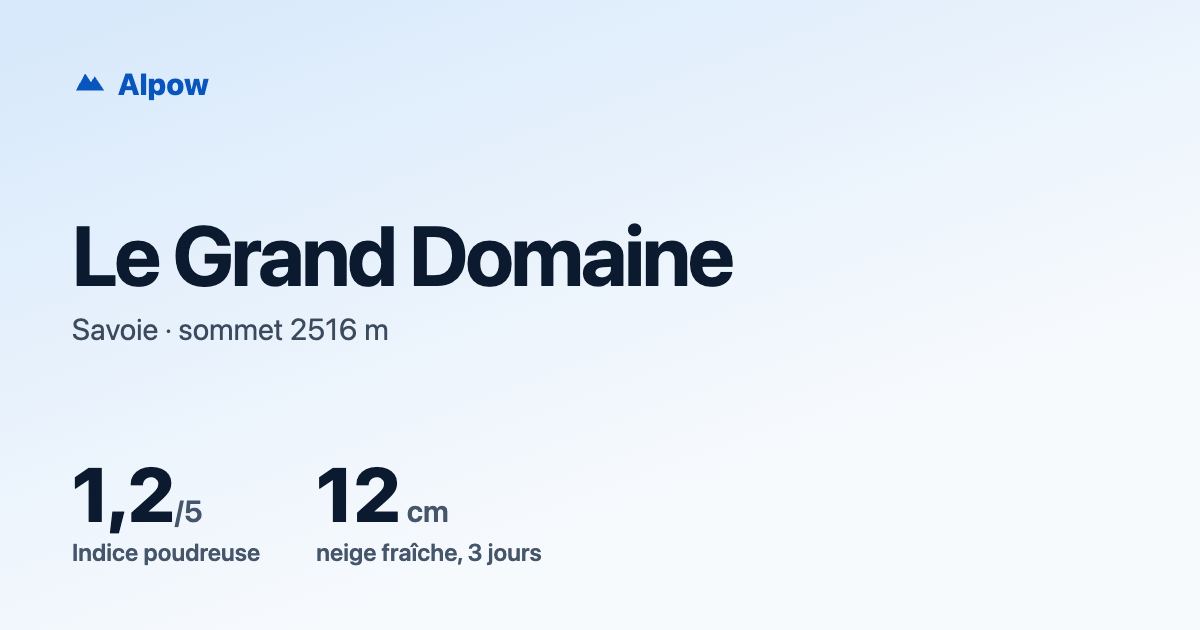 Alpow
Le Grand Domaine
Savoie · sommet 2516 m
1,2/5
Indice poudreuse
12 cm
neige fraîche, 3 jours